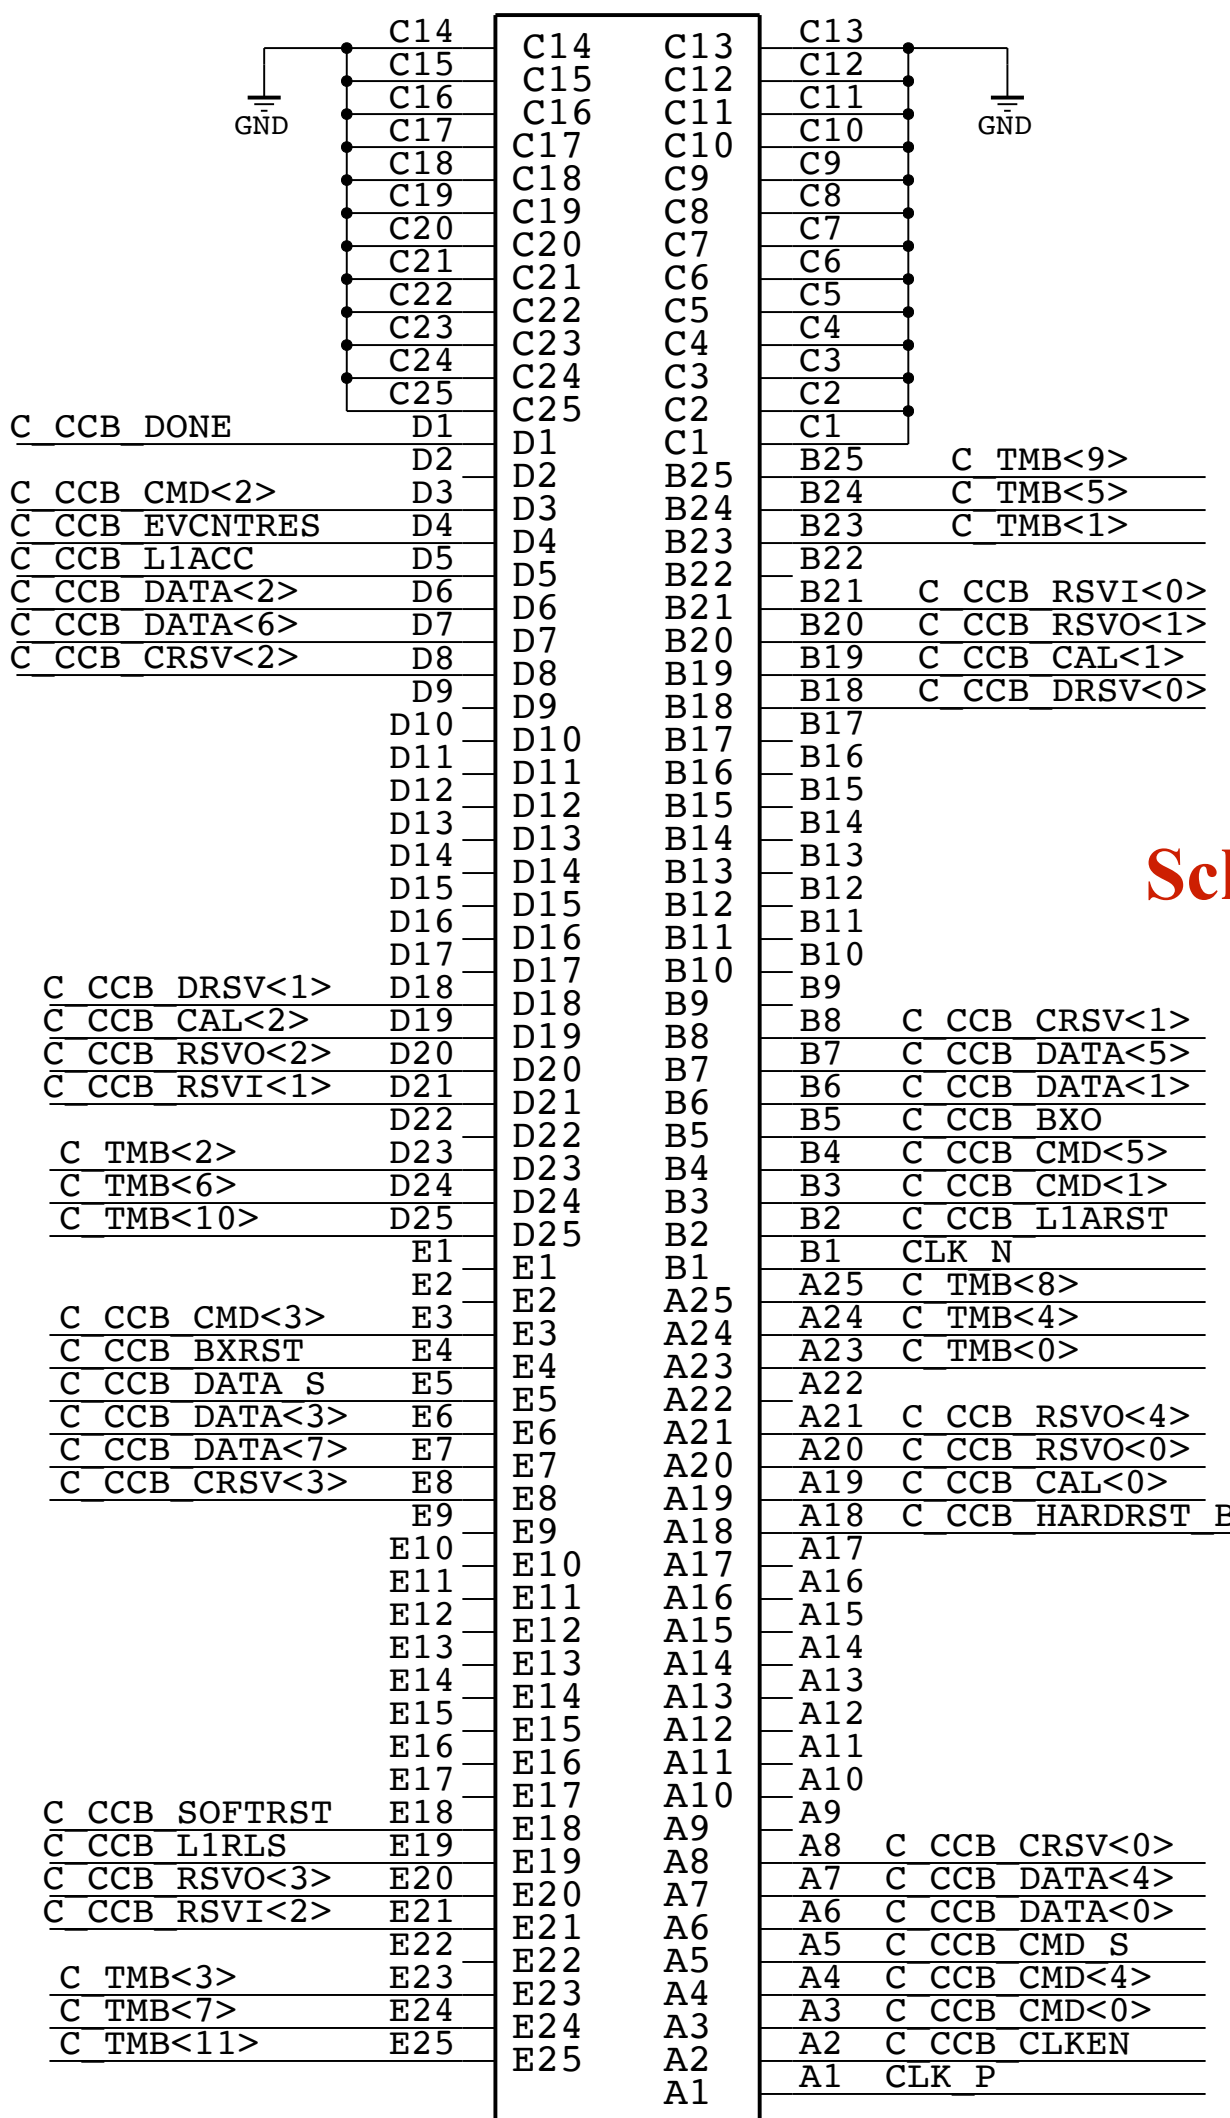 C14 C14 C13 C13
C15 C15 C12 C12
C16 C16 C11 C11
GND C17 C17 C10 C10 GND
C18 C18 C9 C9
C19 C19 C8 C8
C20 C20 C7 C7
C21 C21 C6 C6
C22 C22 C5 C5
C23 C23 C4 C4
C24 C24 C3 C3
C25 C25 C2 C2
C_CCB_DONE D1 D1 C1 C1
D2 D2 B25 B25 C_TMB<9>
C_CCB_CMD<2> D3 D3 B24 B24 C_TMB<5>
C_CCB_EVCNTRES D4 D4 B23 B23 C_TMB<1>
C_CCB_L1ACC D5 D5 B22 B22
C_CCB_DATA<2> D6 D6 B21 B21 C_CCB_RSVI<0>
C_CCB_DATA<6> D7 D7 B20 B20 C_CCB_RSVO<1>
C_CCB_CRSV<2> D8 D8 B19 B19 C_CCB_CAL<1>
D9 D9 B18 B18 C_CCB_DRSV<0>
D10 D10 B17 B17
D11 D11 B16 B16
D12 D12 B15 B15
D13 D13 B14 B14
D14 D14 B13 B13
D15 D15 B12 B12
D16 D16 B11 B11
D17 D17 B10 B10
C_CCB_DRSV<1> D18 D18 B9 B9
C_CCB_CAL<2> D19 D19 B8 B8 C_CCB_CRSV<1>
C_CCB_RSVO<2> D20 D20 B7 B7 C_CCB_DATA<5>
C_CCB_RSVI<1> D21 D21 B6 B6 C_CCB_DATA<1>
D22 D22 B5 B5 C_CCB_BXO
C_TMB<2> D23 D23 B4 B4 C_CCB_CMD<5>
C_TMB<6> D24 D24 B3 B3 C_CCB_CMD<1>
C_TMB<10> D25 D25 B2 B2 C_CCB_L1ARST
E1 E1 B1 B1 CLK_N
E2 E2 A25 A25 C_TMB<8>
C_CCB_CMD<3> E3 E3 A24 A24 C_TMB<4>
C_CCB_BXRST E4 E4 A23 A23 C_TMB<0>
C_CCB_DATA_S E5 E5 A22 A22
C_CCB_DATA<3> E6 E6 A21 A21 C_CCB_RSVO<4>
C_CCB_DATA<7> E7 E7 A20 A20 C_CCB_RSVO<0>
C_CCB_CRSV<3> E8 E8 A19 A19 C_CCB_CAL<0>
E9 E9 A18 A18 C_CCB_HARDRST_B
E10 E10 A17 A17
E11 E11 A16 A16
E12 E12 A15 A15
E13 E13 A14 A14
E14 E14 A13 A13
E15 E15 A12 A12
E16 E16 A11 A11
E17 E17 A10 A10
C_CCB_SOFTRST E18 E18 A9 A9
C_CCB_L1RLS E19 E19 A8 A8 C_CCB_CRSV<0>
C_CCB_RSVO<3> E20 E20 A7 A7 C_CCB_DATA<4>
C_CCB_RSVI<2> E21 E21 A6 A6 C_CCB_DATA<0>
E22 E22 A5 A5 C_CCB_CMD_S
C_TMB<3> E23 E23 A4 A4 C_CCB_CMD<4>
C_TMB<7> E24 E24 A3 A3 C_CCB_CMD<0>
C_TMB<11> E25 E25 A2 A2 C_CCB_CLKEN
A1 A1 CLK_P